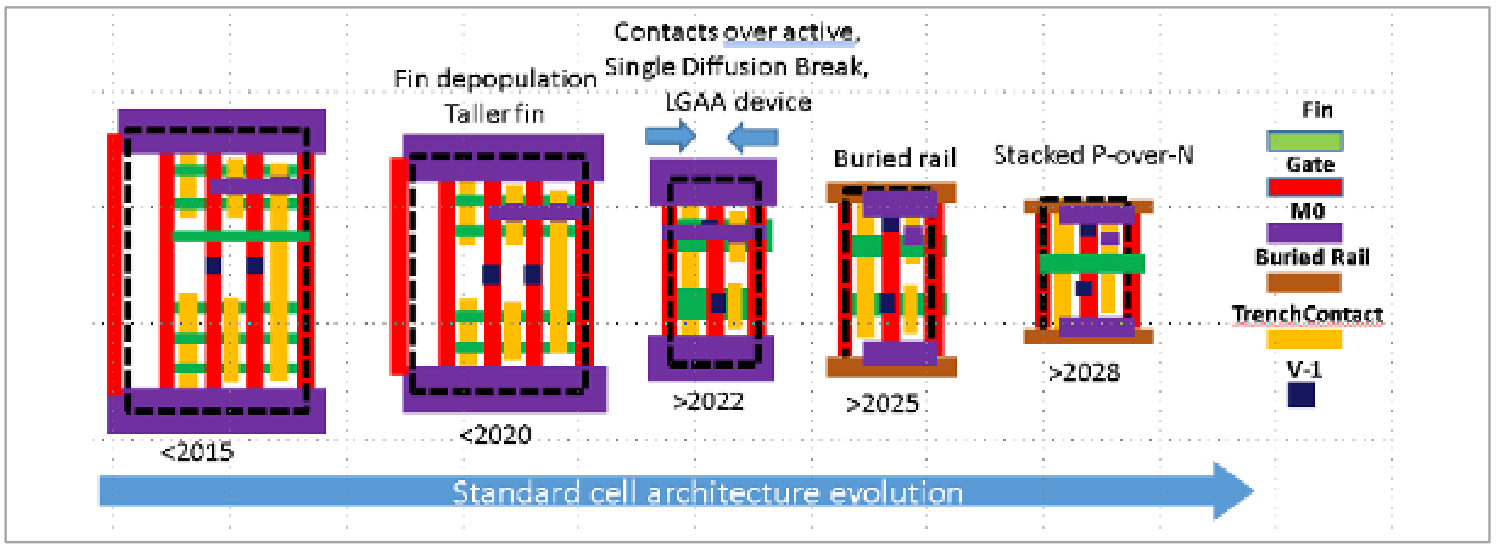 Contacts over active,
Single Diffusion Break,
LGAA device
Fin depopulation
Taller fin
Buried rail
Stacked P-over-N
<2015
<2020
>2022
>2025
>2028
Standard cell architecture evolution
Fin
Gate
M0
Buried Rail
TrenchContact
V-1